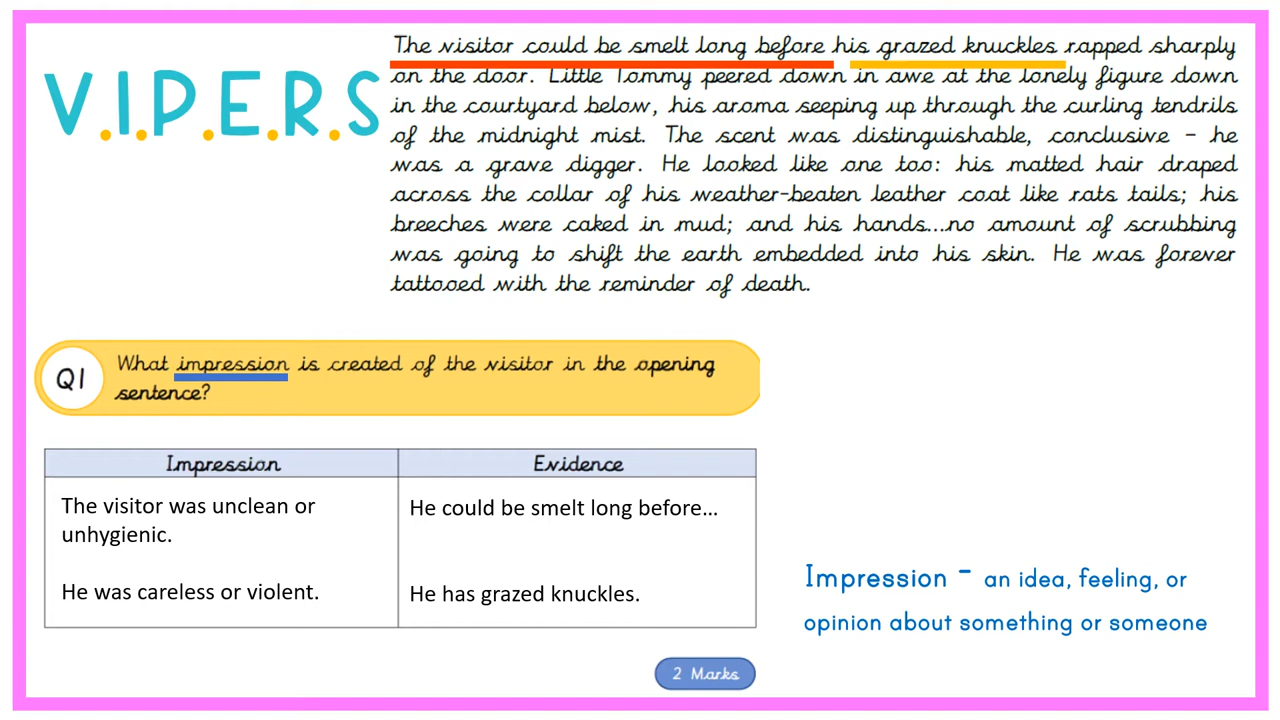 V.I.P.E.R.S
The visitor could be smelt long before his grazed knuckles rapped sharply
on the door. Little Tommy peered down in awe at the lonely figure down
in the courtyard below, his aroma seeping up through the curling tendrils
of the midnight mist. The scent was distinguishable, conclusive – he
was a grave digger. He looked like one too: his matted hair draped
across the collar of his weather-beaten leather coat like rats tails; his
breeches were caked in mud; and his hands...no amount of scrubbing
was going to shift the earth embedded into his skin. He was forever
tattooed with the reminder of death.
Q1
What impression is created of the visitor in the opening
sentence?
Impression
Evidence
The visitor was unclean or
unhygienic.
He could be smelt long before…
He was careless or violent.
He has grazed knuckles.
Impression - an idea, feeling, or
opinion about something or someone
2 Marks